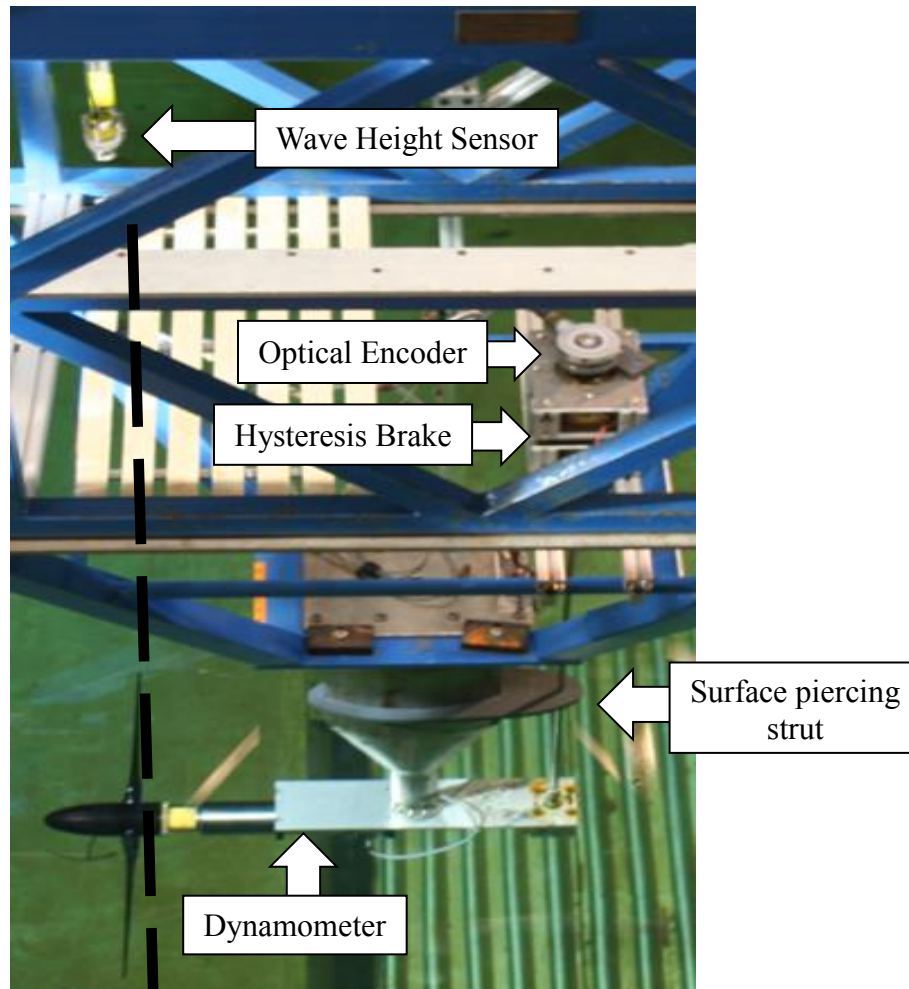 Wave Height Sensor
Optical Encoder
Hysteresis Brake
Surface piercing
strut
Dynamometer